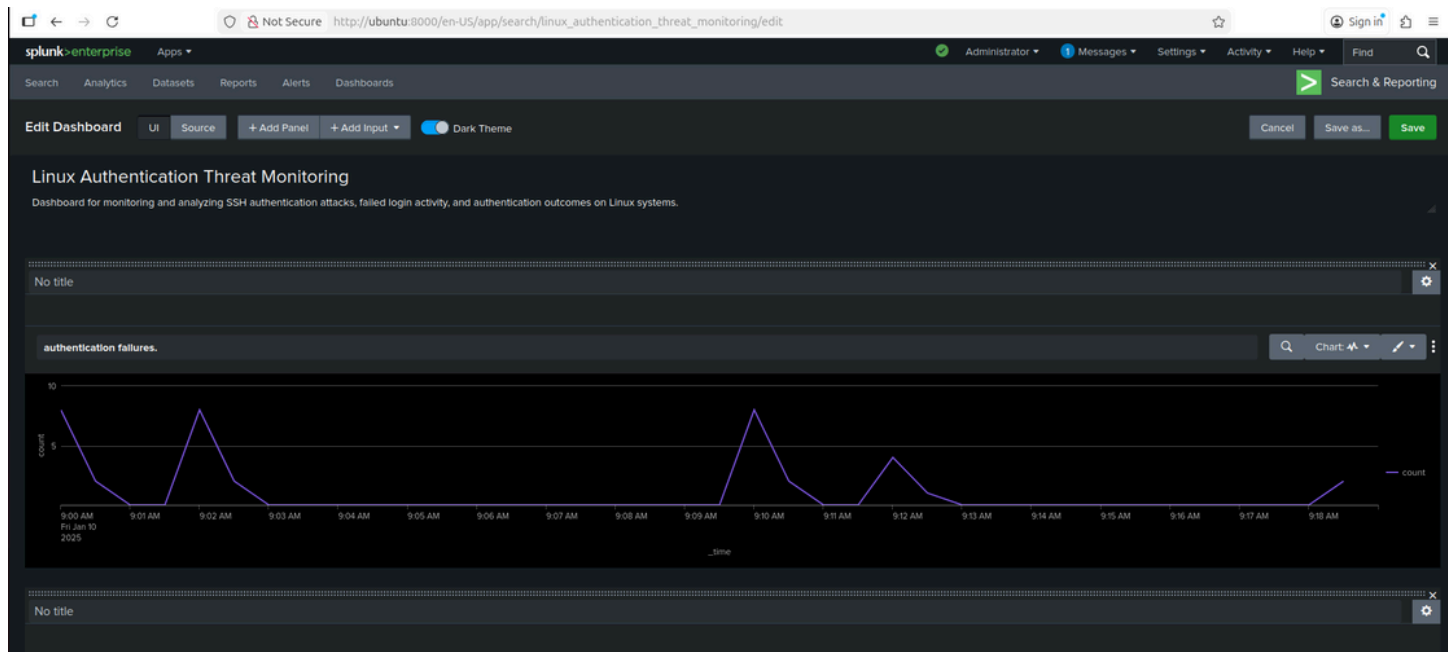 Not Secure http://ubuntu:8000/en-US/app/search/linux_authentication_threat_monitoring/edit Sign in
splunk>enterprise Apps Administrator 1 Messages Settings Activity Help Find
Search Analytics Datasets Reports Alerts Dashboards Search & Reporting
Edit Dashboard UI Source + Add Panel + Add Input Dark Theme Cancel Save as... Save
Linux Authentication Threat Monitoring
Dashboard for monitoring and analyzing SSH authentication attacks, failed login activity, and authentication outcomes on Linux systems.
No title
authentication failures. Chart:
10
count
5
count
9:00 AM 9:01 AM 9:02 AM 9:03 AM 9:04 AM 9:05 AM 9:06 AM 9:07 AM 9:08 AM 9:09 AM 9:10 AM 9:11 AM 9:12 AM 9:13 AM 9:14 AM 9:15 AM 9:16 AM 9:17 AM 9:18 AM
Fri Jan 10
2025
_time
No title